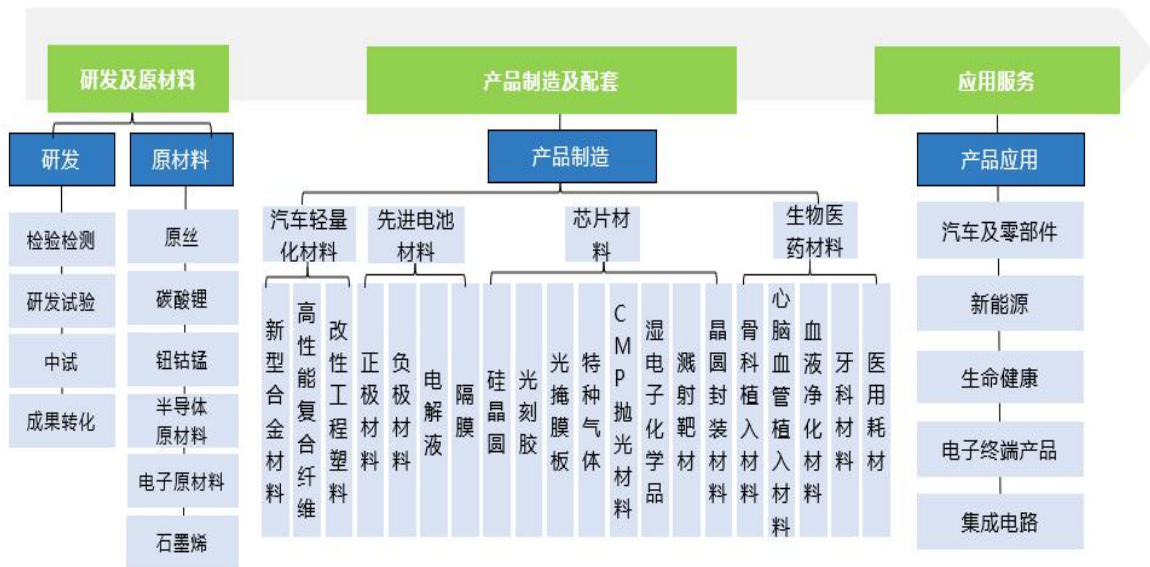 研发及原材料
产品制造及配套
应用服务
研发
原材料
产品制造
产品应用
检验检测
研发试验
中试
成果转化
原丝
碳酸锂
钮钴锰
半导体
原材料
电子原材料
石墨烯
汽车轻量
化材料
先进电池
材料
芯片材
料
生物医
药材料
新型合金材料
高性能复合纤维
改性工程塑料
正极材料
负极材料
电解液
隔膜
硅晶圆
光刻胶
光掩膜板
特种气体
CMP抛光材料
湿电子化学品
溅射靶材
晶圆封装材料
骨科植入材料
心脑血管植入材料
血液净化材料
牙科材料
医用耗材
汽车及零部件
新能源
生命健康
电子终端产品
集成电路